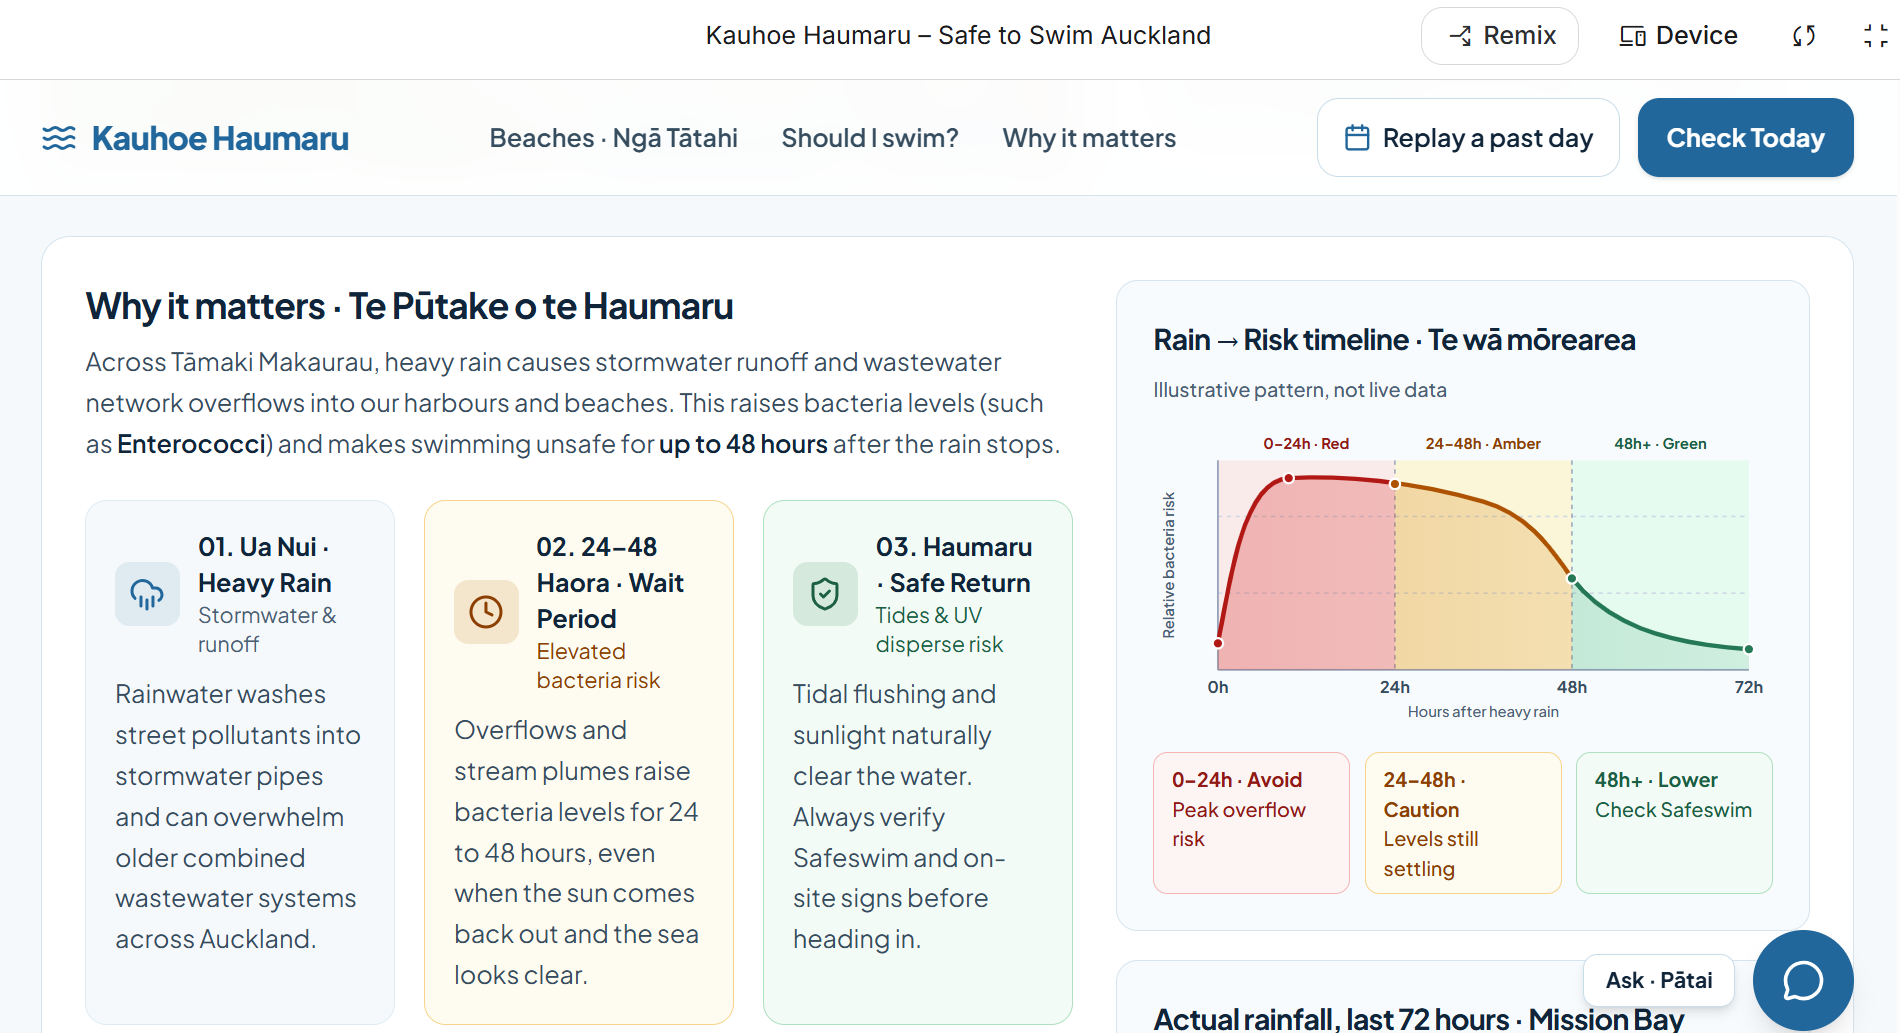 Kauhoe Haumaru – Safe to Swim Auckland
Remix
Device
Kauhoe Haumaru
Beaches · Ngā Tātahi
Should I swim?
Why it matters
Replay a past day
Check Today
Why it matters · Te Pūtake o te Haumaru
Across Tāmaki Makaurau, heavy rain causes stormwater runoff and wastewater
network overflows into our harbours and beaches. This raises bacteria levels (such
as Enterococci) and makes swimming unsafe for up to 48 hours after the rain stops.
01. Ua Nui ·
Heavy Rain
Stormwater &
runoff
Rainwater washes
street pollutants into
stormwater pipes
and can overwhelm
older combined
wastewater systems
across Auckland.
02. 24–48
Haora · Wait
Period
Elevated
bacteria risk
Overflows and
stream plumes raise
bacteria levels for 24
to 48 hours, even
when the sun comes
back out and the sea
looks clear.
03. Haumaru
· Safe Return
Tides & UV
disperse risk
Tidal flushing and
sunlight naturally
clear the water.
Always verify
Safeswim and on-
site signs before
heading in.
Rain → Risk timeline · Te wā mōrearea
Illustrative pattern, not live data
0–24h · Red
24–48h · Amber
48h+ · Green
Relative bacteria risk
0h
24h
48h
72h
Hours after heavy rain
0–24h · Avoid
Peak overflow
risk
24–48h ·
Caution
Levels still
settling
48h+ · Lower
Check Safeswim
Ask · Pātai
Actual rainfall, last 72 hours · Mission Bay